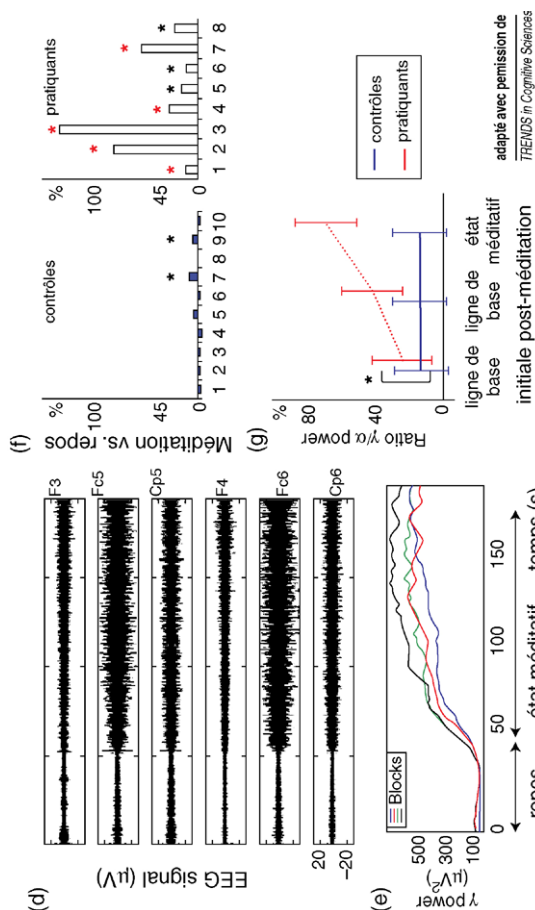 (d)
EEG signal (µV)
F3
Fc5
Cp5
F4
Fc6
Cp6
20
−20
(e)
γ power
(µV²)
500
300
100
Blocks
0 50 100 150
repos état méditatif temps (s)
(f)
Méditation vs. repos
%
100
45
0
contrôles
* *
1 2 3 4 5 6 7 8 9 10
%
100
45
0
pratiquants
* * * * * * * *
1 2 3 4 5 6 7 8
(g)
Ratio γ/α power
%
80
40
0
*
contrôles
pratiquants
ligne de ligne de état
base base méditatif
initiale post-méditation
adapté avec pemission de
TRENDS in Cognitive Sciences